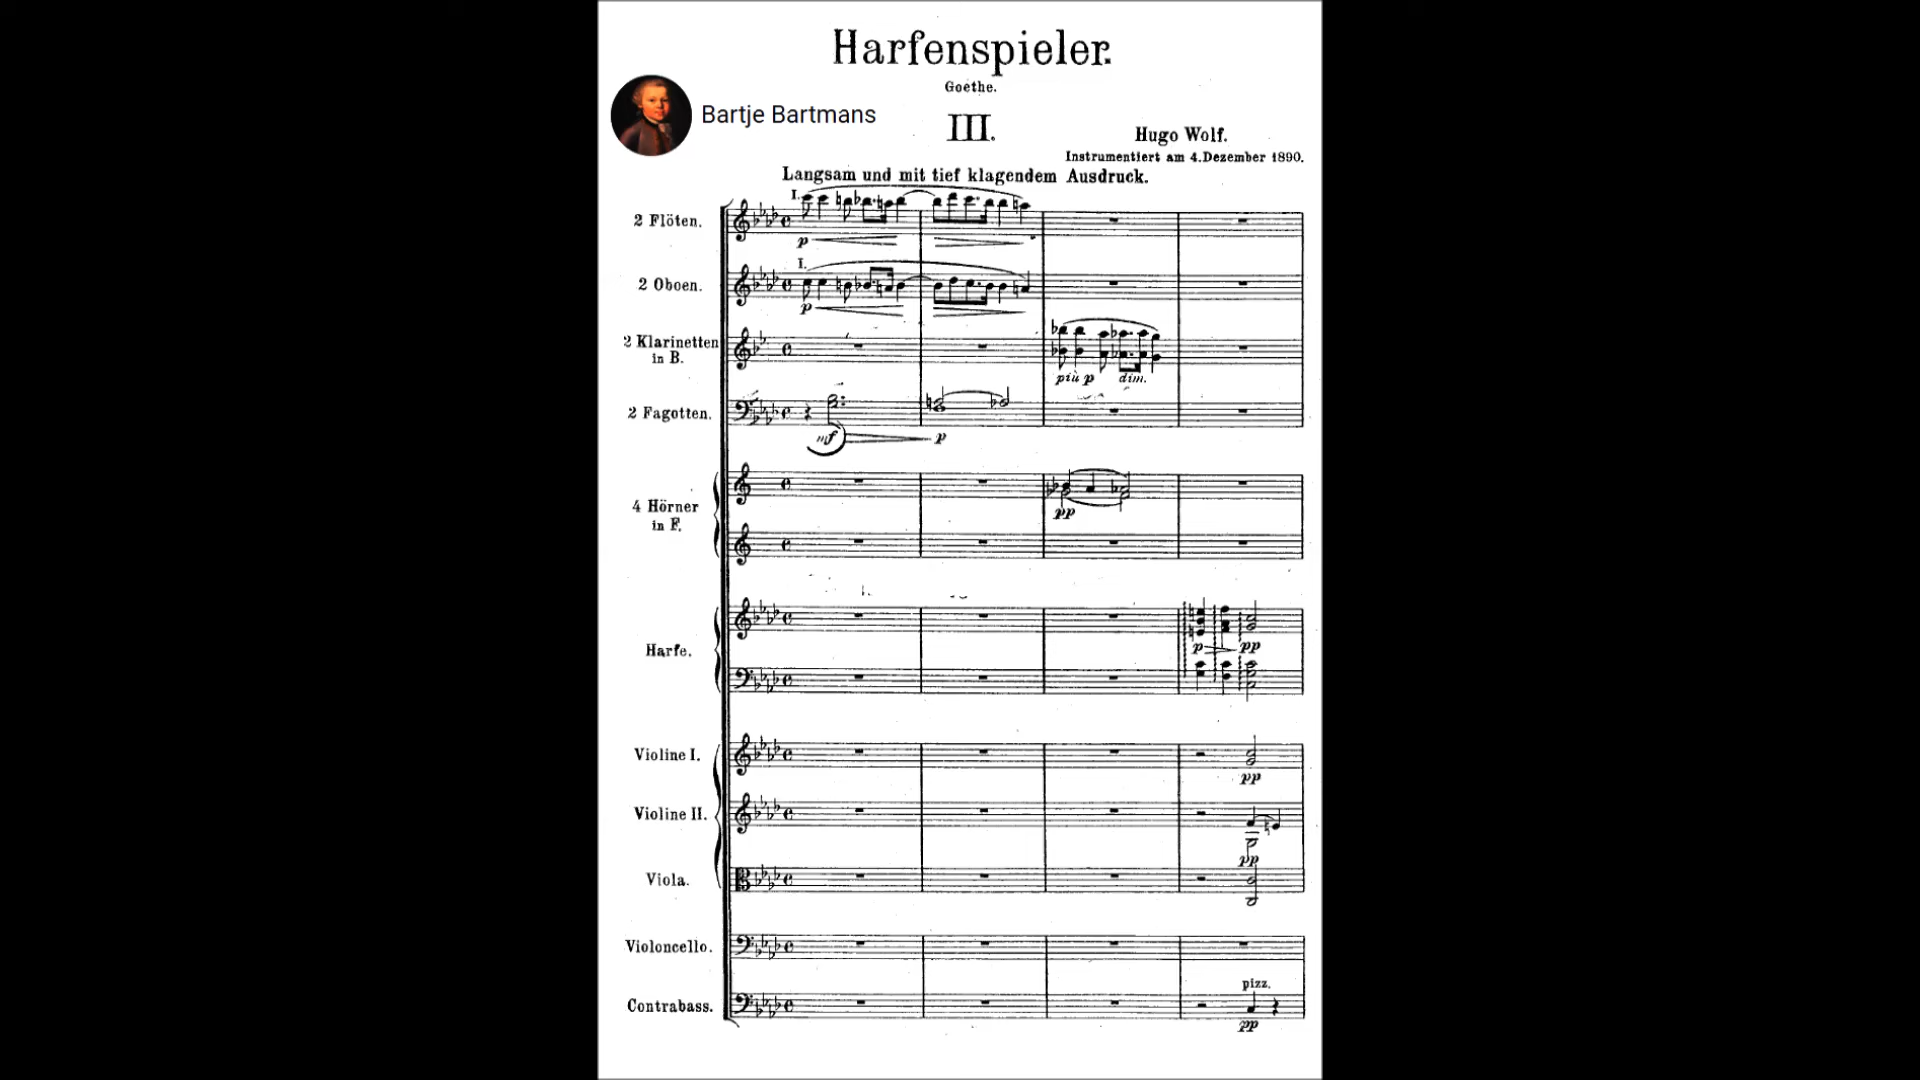 Harfenspieler.
Goethe.
Bartje Bartmans
III.
Hugo Wolf.
Instrumentiert am 4. Dezember 1890.
Langsam und mit tief klagendem Ausdruck.
I.
2 Flöten.
p
I.
2 Oboen.
p
2 Klarinetten
in B.
più p dim.
2 Fagotten.
mf p
4 Hörner
in F.
pp
Harfe.
p pp
Violine I.
pp
Violine II.
pp
Viola.
Violoncello.
pizz.
Contrabass.
pp